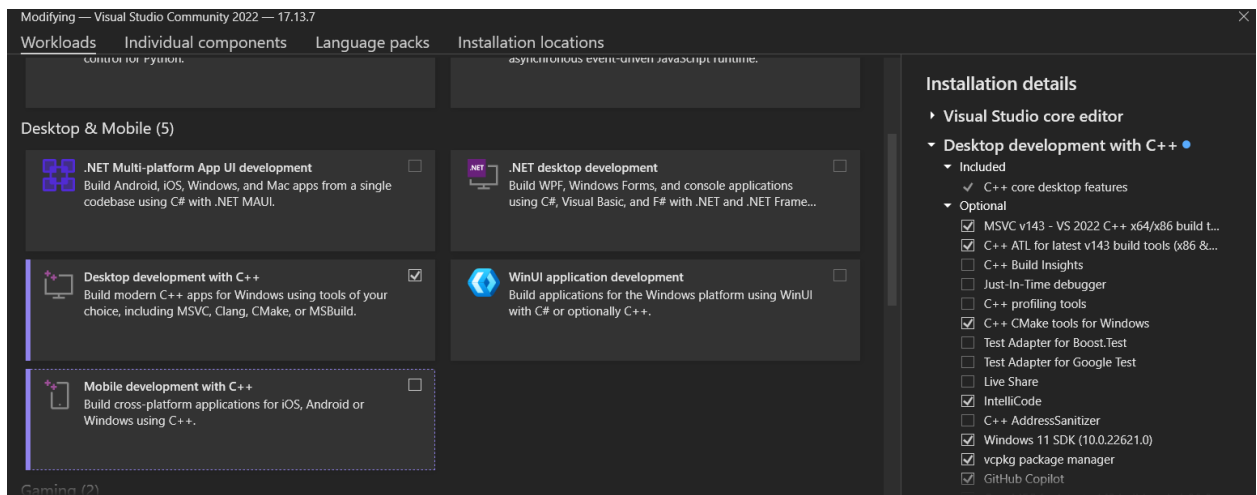 Modifying — Visual Studio Community 2022 — 17.13.7
Workloads Individual components Language packs Installation locations
control for Python.
asynchronous event-driven JavaScript runtime.
Desktop & Mobile (5)
.NET Multi-platform App UI development
Build Android, iOS, Windows, and Mac apps from a single
codebase using C# with .NET MAUI.
.NET
.NET desktop development
Build WPF, Windows Forms, and console applications
using C#, Visual Basic, and F# with .NET and .NET Frame...
Desktop development with C++
Build modern C++ apps for Windows using tools of your
choice, including MSVC, Clang, CMake, or MSBuild.
WinUI application development
Build applications for the Windows platform using WinUI
with C# or optionally C++.
Mobile development with C++
Build cross-platform applications for iOS, Android or
Windows using C++.
Gaming (2)
Installation details
Visual Studio core editor
Desktop development with C++
Included
C++ core desktop features
Optional
MSVC v143 - VS 2022 C++ x64/x86 build t...
C++ ATL for latest v143 build tools (x86 &...
C++ Build Insights
Just-In-Time debugger
C++ profiling tools
C++ CMake tools for Windows
Test Adapter for Boost.Test
Test Adapter for Google Test
Live Share
IntelliCode
C++ AddressSanitizer
Windows 11 SDK (10.0.22621.0)
vcpkg package manager
GitHub Copilot